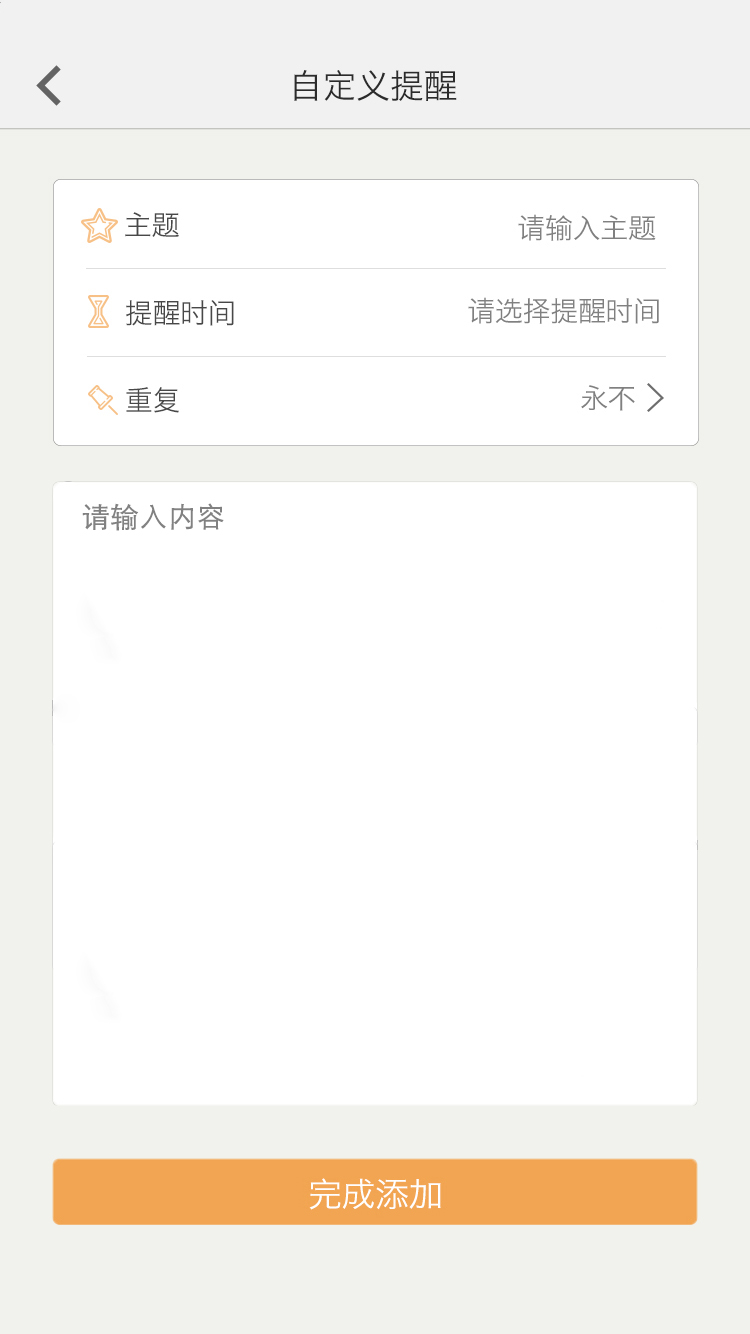 自定义提醒
主题 请输入主题
提醒时间 请选择提醒时间
重复 永不
请输入内容
完成添加